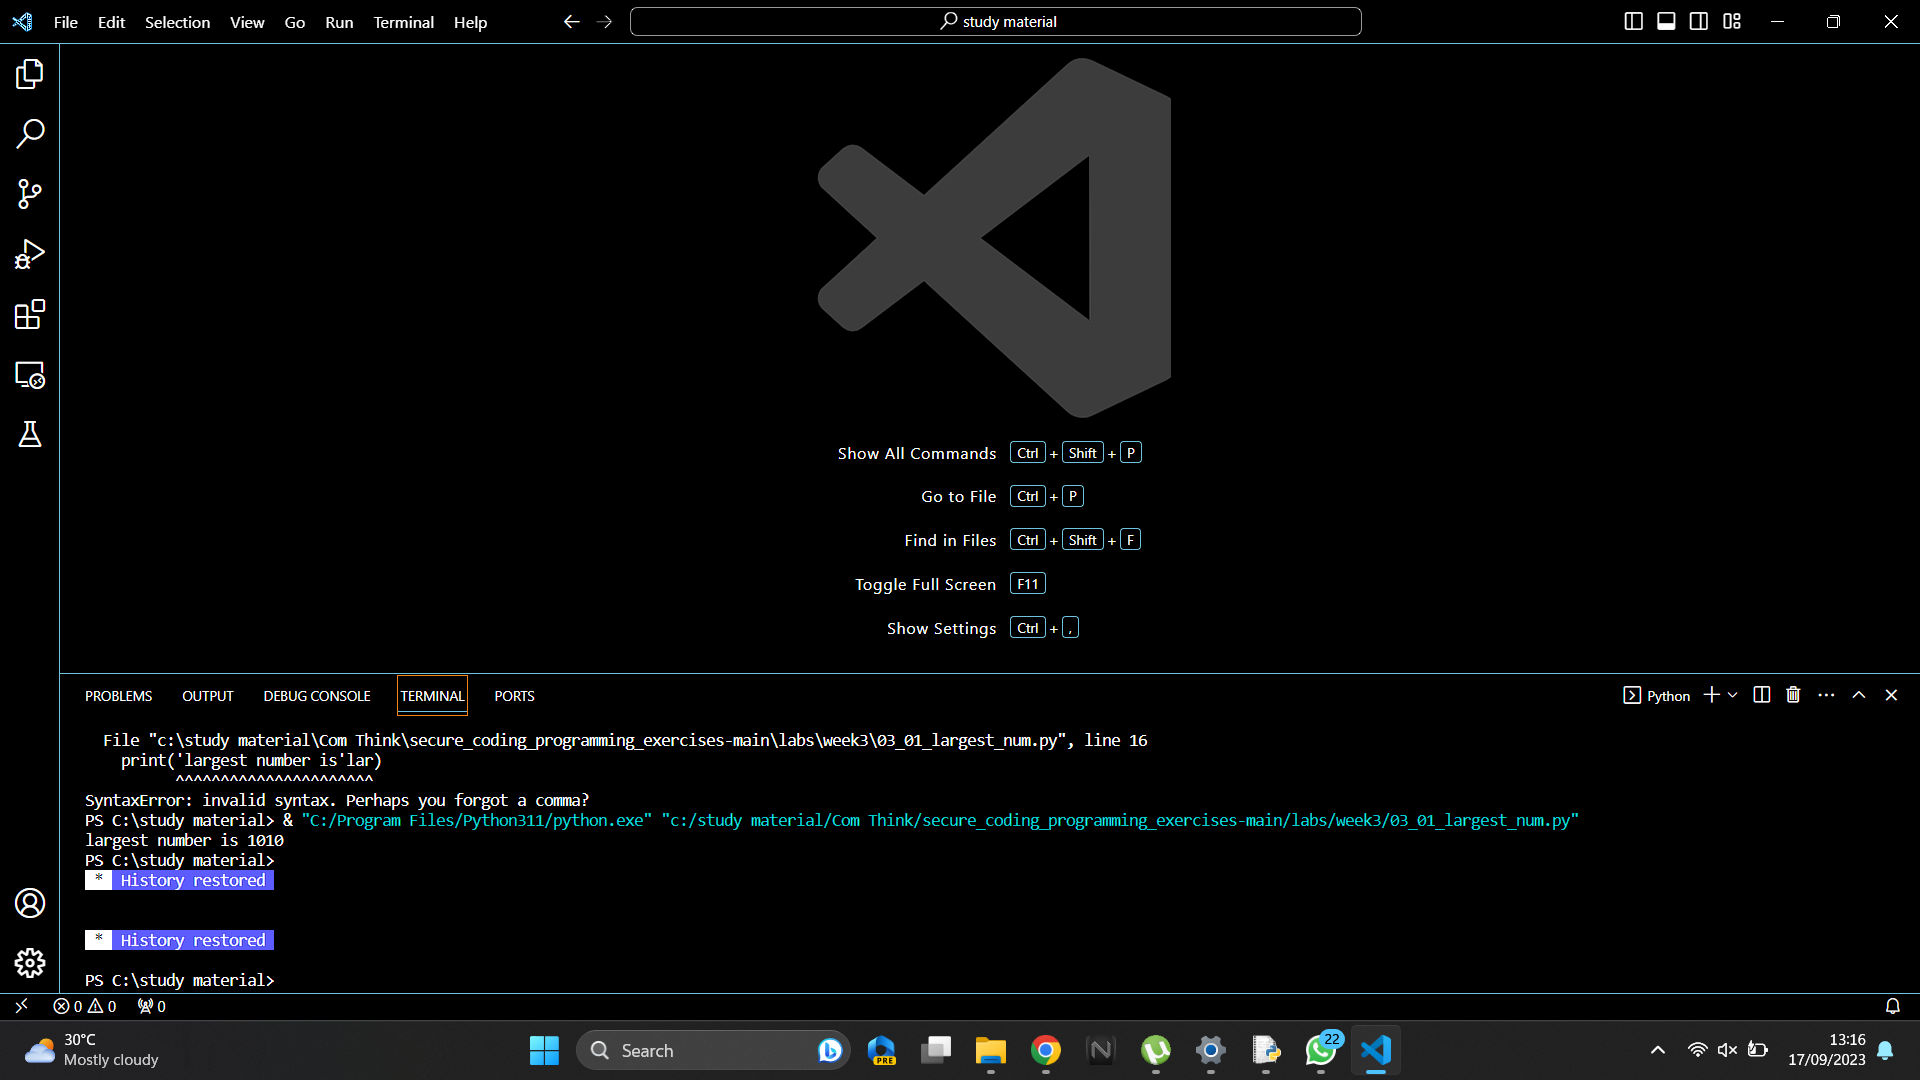 File Edit Selection View Go Run Terminal Help study material
Show All Commands Ctrl + Shift + P
Go to File Ctrl + P
Find in Files Ctrl + Shift + F
Toggle Full Screen F11
Show Settings Ctrl + ,
PROBLEMS OUTPUT DEBUG CONSOLE TERMINAL PORTS Python
File "c:\study material\Com Think\secure_coding_programming_exercises-main\labs\week3\03_01_largest_num.py", line 16
print('largest number is'lar)
^^^^^^^^^^^^^^^^^^^^^^
SyntaxError: invalid syntax. Perhaps you forgot a comma?
PS C:\study material> & "C:/Program Files/Python311/python.exe" "c:/study material/Com Think/secure_coding_programming_exercises-main/labs/week3/03_01_largest_num.py"
largest number is 1010
PS C:\study material>
* History restored
* History restored
PS C:\study material>
0 0 0
30°C
Mostly cloudy
Search
PRE
N
22
13:16
17/09/2023